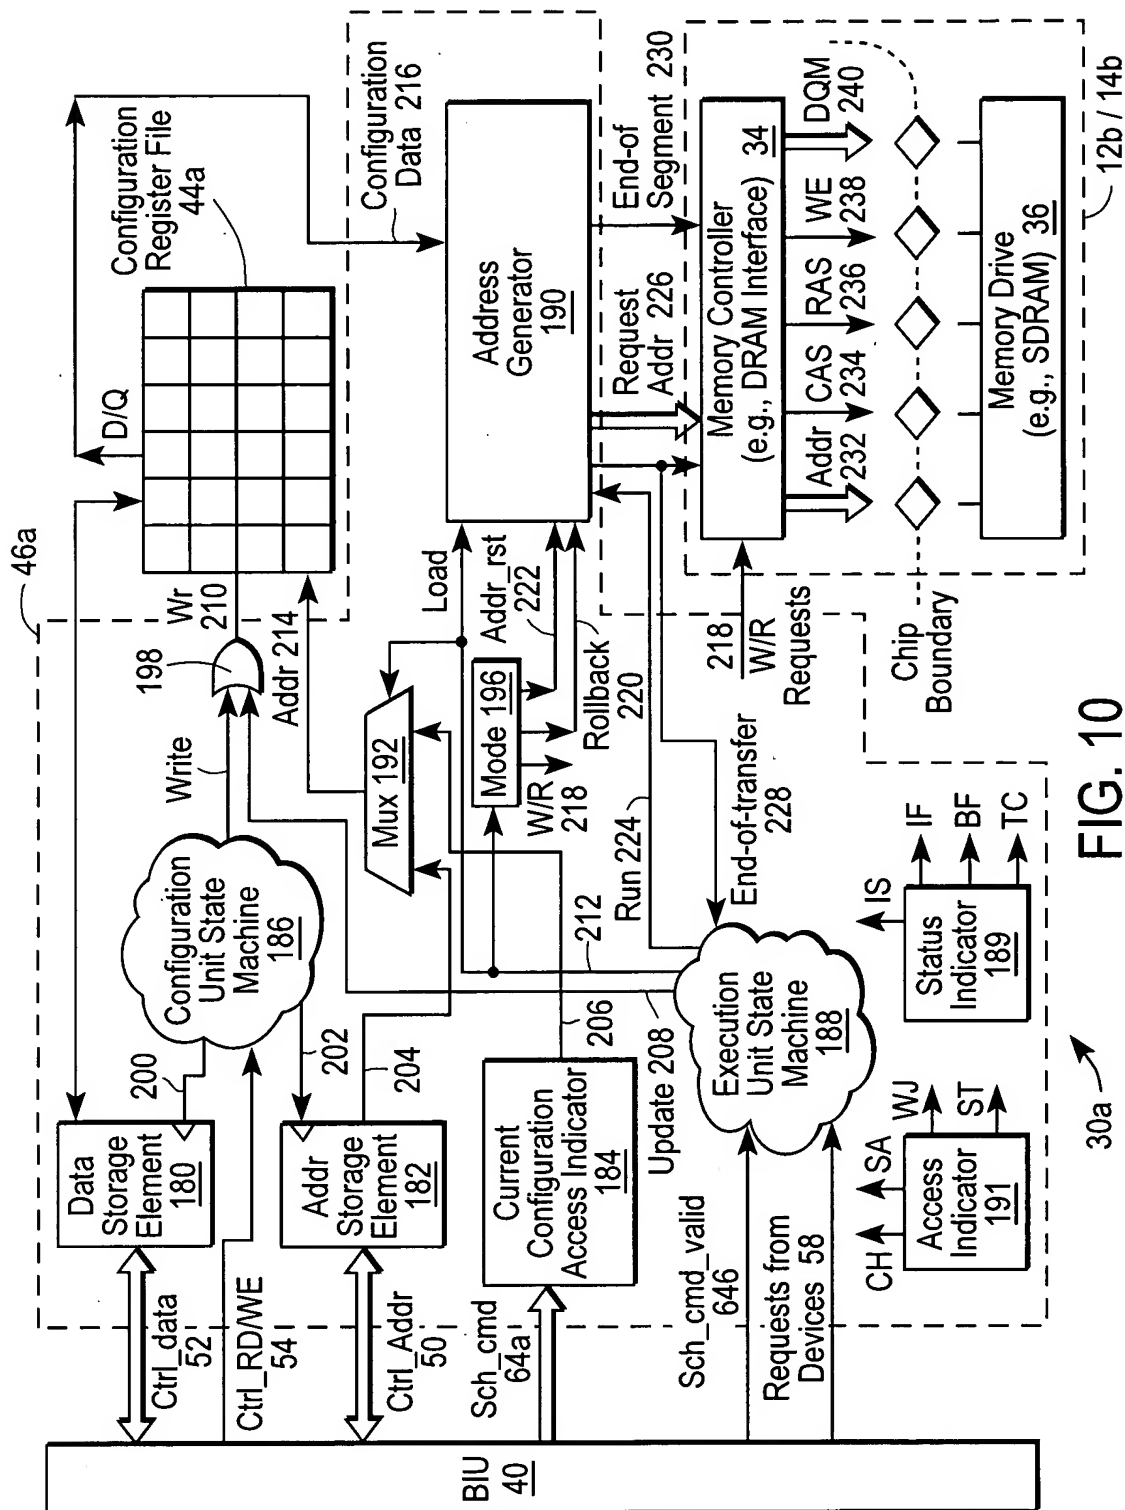 46a
Configuration
Register File
44a
D/Q
Wr
210
198
Write
Addr 214
Configuration
Data 216
Data
Storage
Element
180
200
Configuration
Unit State
Machine
186
Ctrl_data
52
Ctrl_RD/WE
54
202
Addr
Storage
Element
182
204
Ctrl_Addr
50
Mux 192
Load
Address
Generator
190
Mode 196
Addr_rst
222
W/R
218
Rollback
220
Current
Configuration
Access Indicator
184
206
212
Sch_cmd
64a
Run 224
Update 208
End-of-transfer
228
Request
Addr 226
End-of
Segment 230
BIU
40
Sch_cmd_valid
646
Requests from
Devices 58
Execution
Unit State
Machine
188
218
W/R
Requests
Memory Controller
(e.g., DRAM Interface) 34
Addr
232
CAS
234
RAS
236
WE
238
DQM
240
Chip
Boundary
Memory Drive
(e.g., SDRAM) 36
12b / 14b
CH
SA
WJ
ST
Access
Indicator
191
IS
IF
BF
TC
Status
Indicator
189
30a
FIG. 10